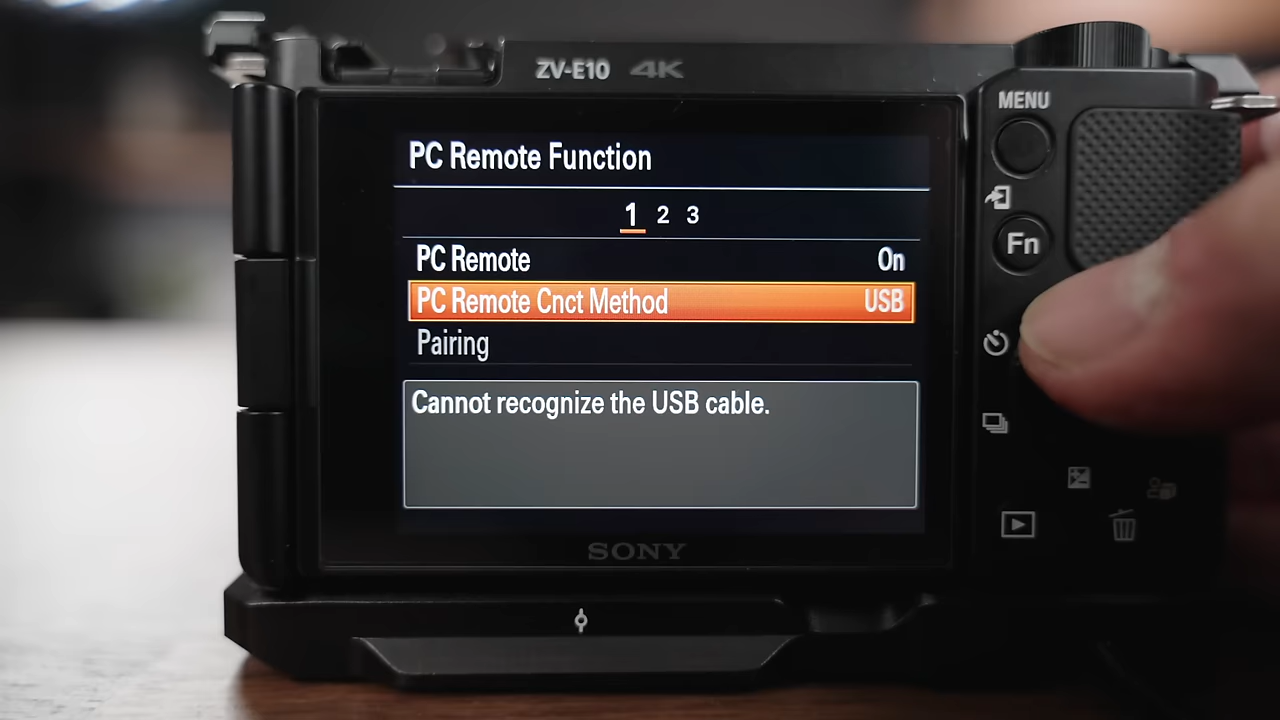 ZV-E10 4K
MENU
PC Remote Function
1 2 3
Fn
PC Remote On
PC Remote Cnct Method USB
Pairing
Cannot recognize the USB cable.
SONY